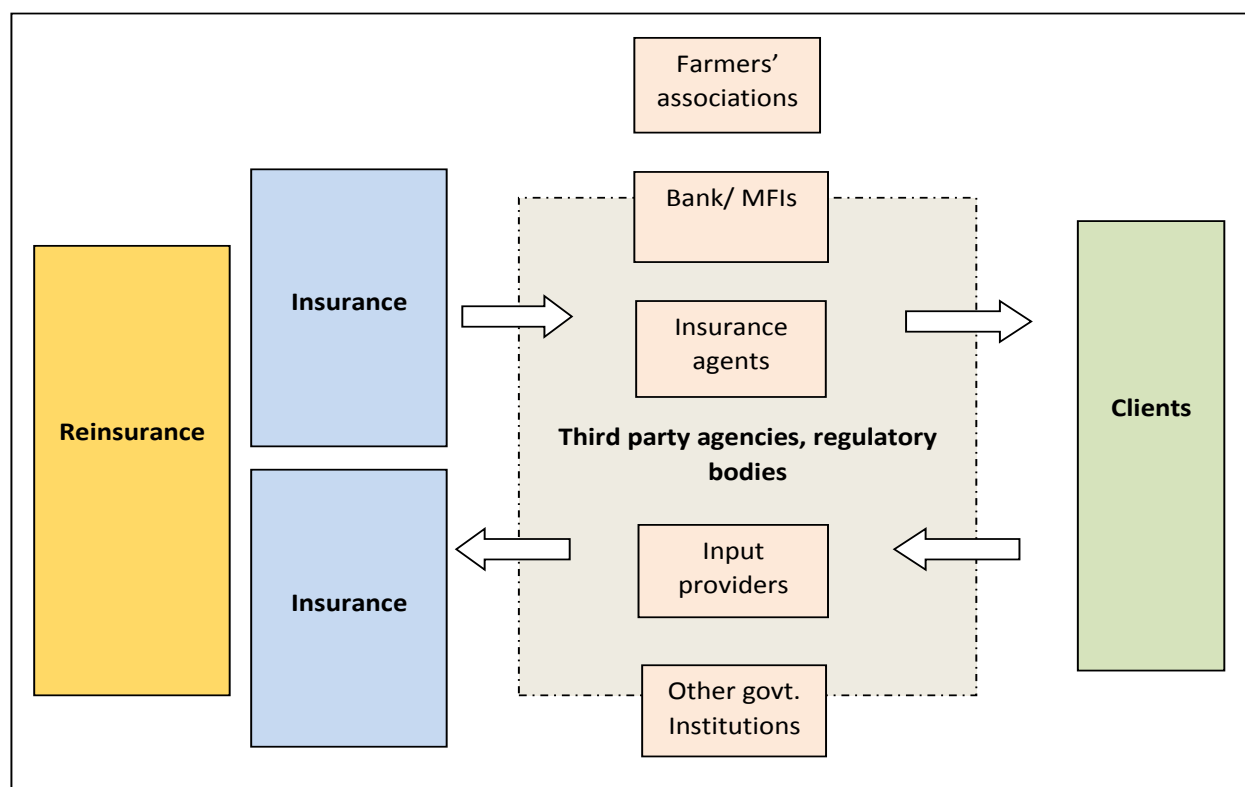 Farmers’
associations
Bank/ MFIs
Insurance
Insurance
agents
Reinsurance
Clients
Third party agencies, regulatory
bodies
Insurance
Input
providers
Other govt.
Institutions